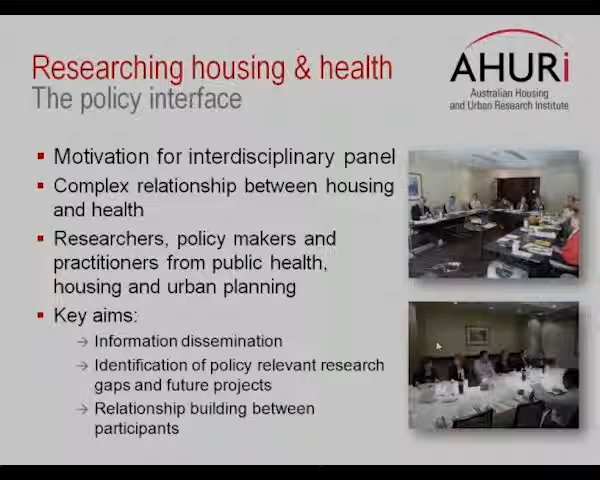 Researching housing & health
The policy interface
AHURi
Australian Housing
and Urban Research Institute
Motivation for interdisciplinary panel
Complex relationship between housing
and health
Researchers, policy makers and
practitioners from public health,
housing and urban planning
Key aims:
Information dissemination
Identification of policy relevant research
gaps and future projects
Relationship building between
participants